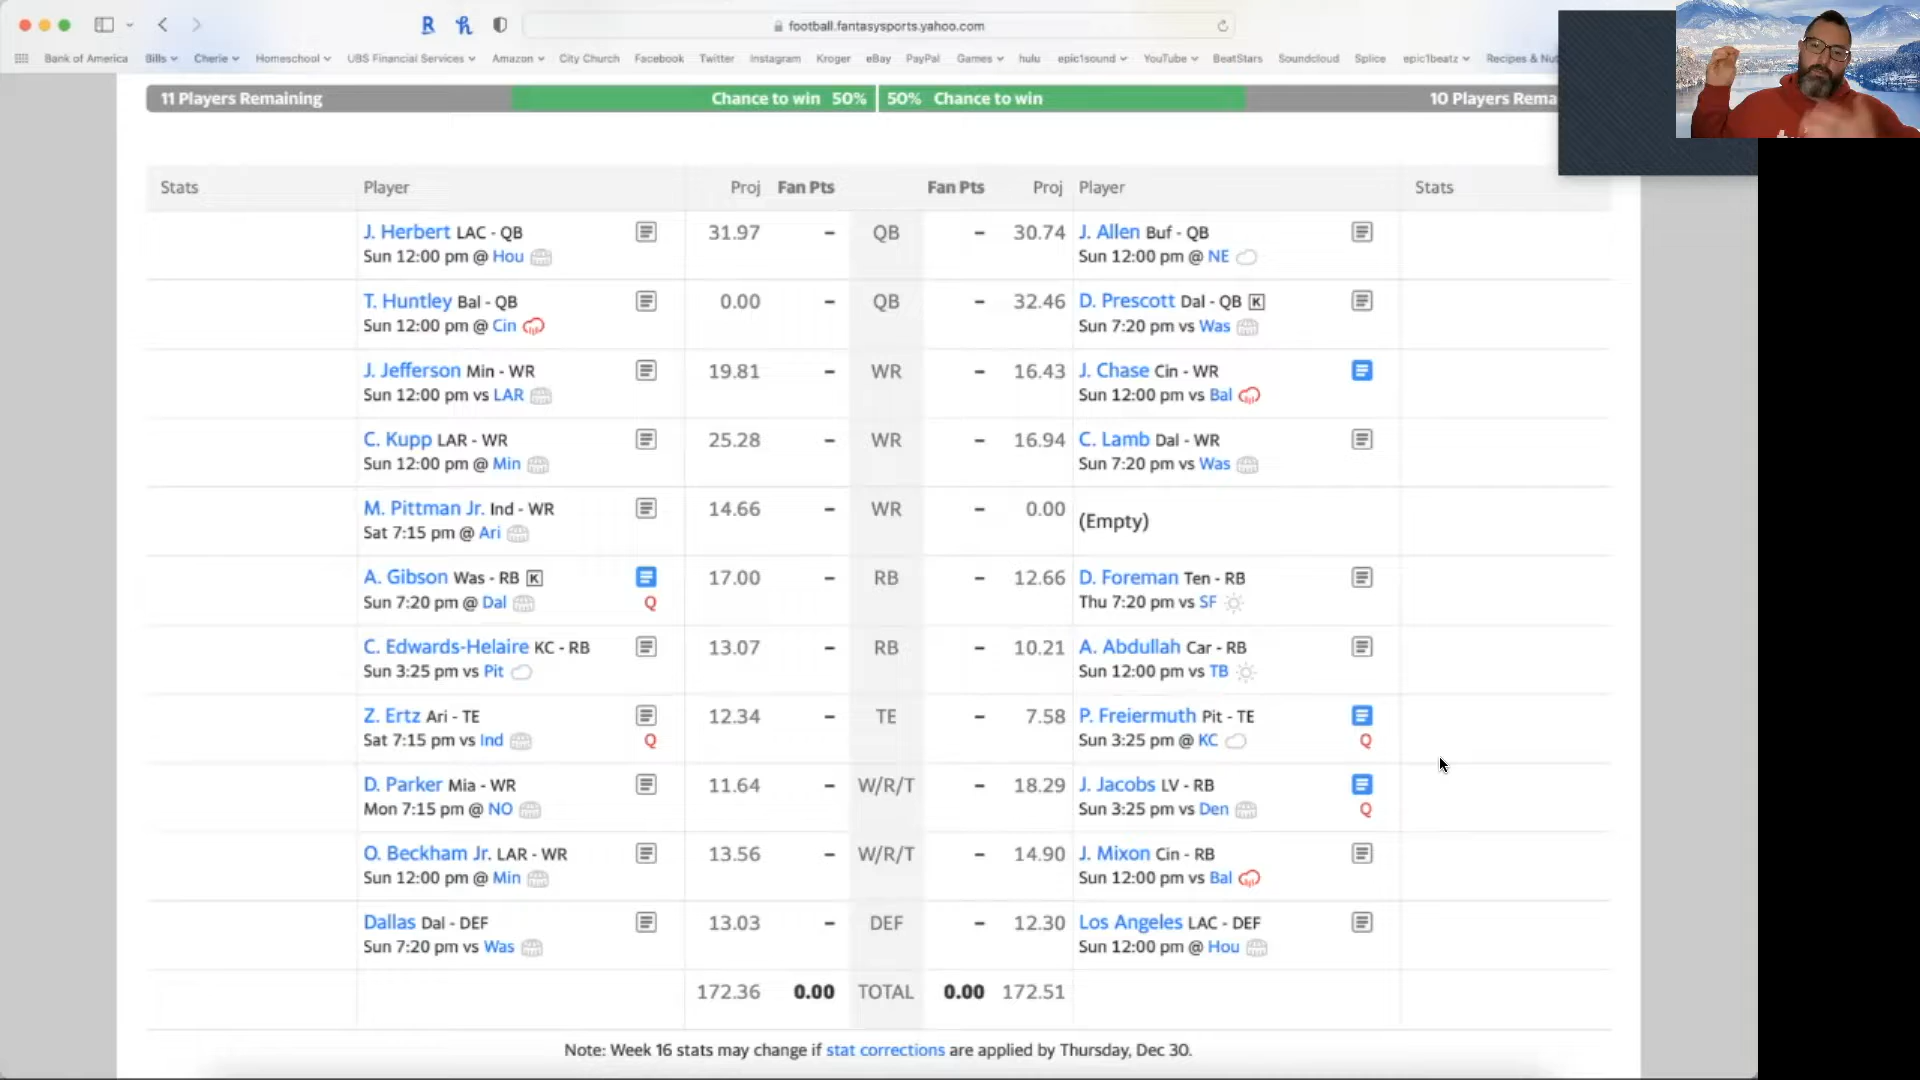 football.fantasysports.yahoo.com
Bank of America Bills Cherie Homeschool UBS Financial Services Amazon City Church Facebook Twitter Instagram Kroger eBay PayPal Games hulu epic1sound YouTube BeatStars Soundcloud Splice epic1beatz Recipes & Nu
11 Players Remaining Chance to win 50% 50% Chance to win 10 Players Rema
Stats Player Proj Fan Pts Fan Pts Proj Player Stats
J. Herbert LAC - QB 31.97 – QB – 30.74 J. Allen Buf - QB
Sun 12:00 pm @ Hou Sun 12:00 pm @ NE
T. Huntley Bal - QB 0.00 – QB – 32.46 D. Prescott Dal - QB K
Sun 12:00 pm @ Cin Sun 7:20 pm vs Was
J. Jefferson Min - WR 19.81 – WR – 16.43 J. Chase Cin - WR
Sun 12:00 pm vs LAR Sun 12:00 pm vs Bal
C. Kupp LAR - WR 25.28 – WR – 16.94 C. Lamb Dal - WR
Sun 12:00 pm @ Min Sun 7:20 pm vs Was
M. Pittman Jr. Ind - WR 14.66 – WR – 0.00 (Empty)
Sat 7:15 pm @ Ari
A. Gibson Was - RB K 17.00 – RB – 12.66 D. Foreman Ten - RB
Sun 7:20 pm @ Dal Q Thu 7:20 pm vs SF
C. Edwards-Helaire KC - RB 13.07 – RB – 10.21 A. Abdullah Car - RB
Sun 3:25 pm vs Pit Sun 12:00 pm vs TB
Z. Ertz Ari - TE 12.34 – TE – 7.58 P. Freiermuth Pit - TE
Sat 7:15 pm vs Ind Q Sun 3:25 pm @ KC Q
D. Parker Mia - WR 11.64 – W/R/T – 18.29 J. Jacobs LV - RB
Mon 7:15 pm @ NO Sun 3:25 pm vs Den Q
O. Beckham Jr. LAR - WR 13.56 – W/R/T – 14.90 J. Mixon Cin - RB
Sun 12:00 pm @ Min Sun 12:00 pm vs Bal
Dallas Dal - DEF 13.03 – DEF – 12.30 Los Angeles LAC - DEF
Sun 7:20 pm vs Was Sun 12:00 pm @ Hou
172.36 0.00 TOTAL 0.00 172.51
Note: Week 16 stats may change if stat corrections are applied by Thursday, Dec 30.